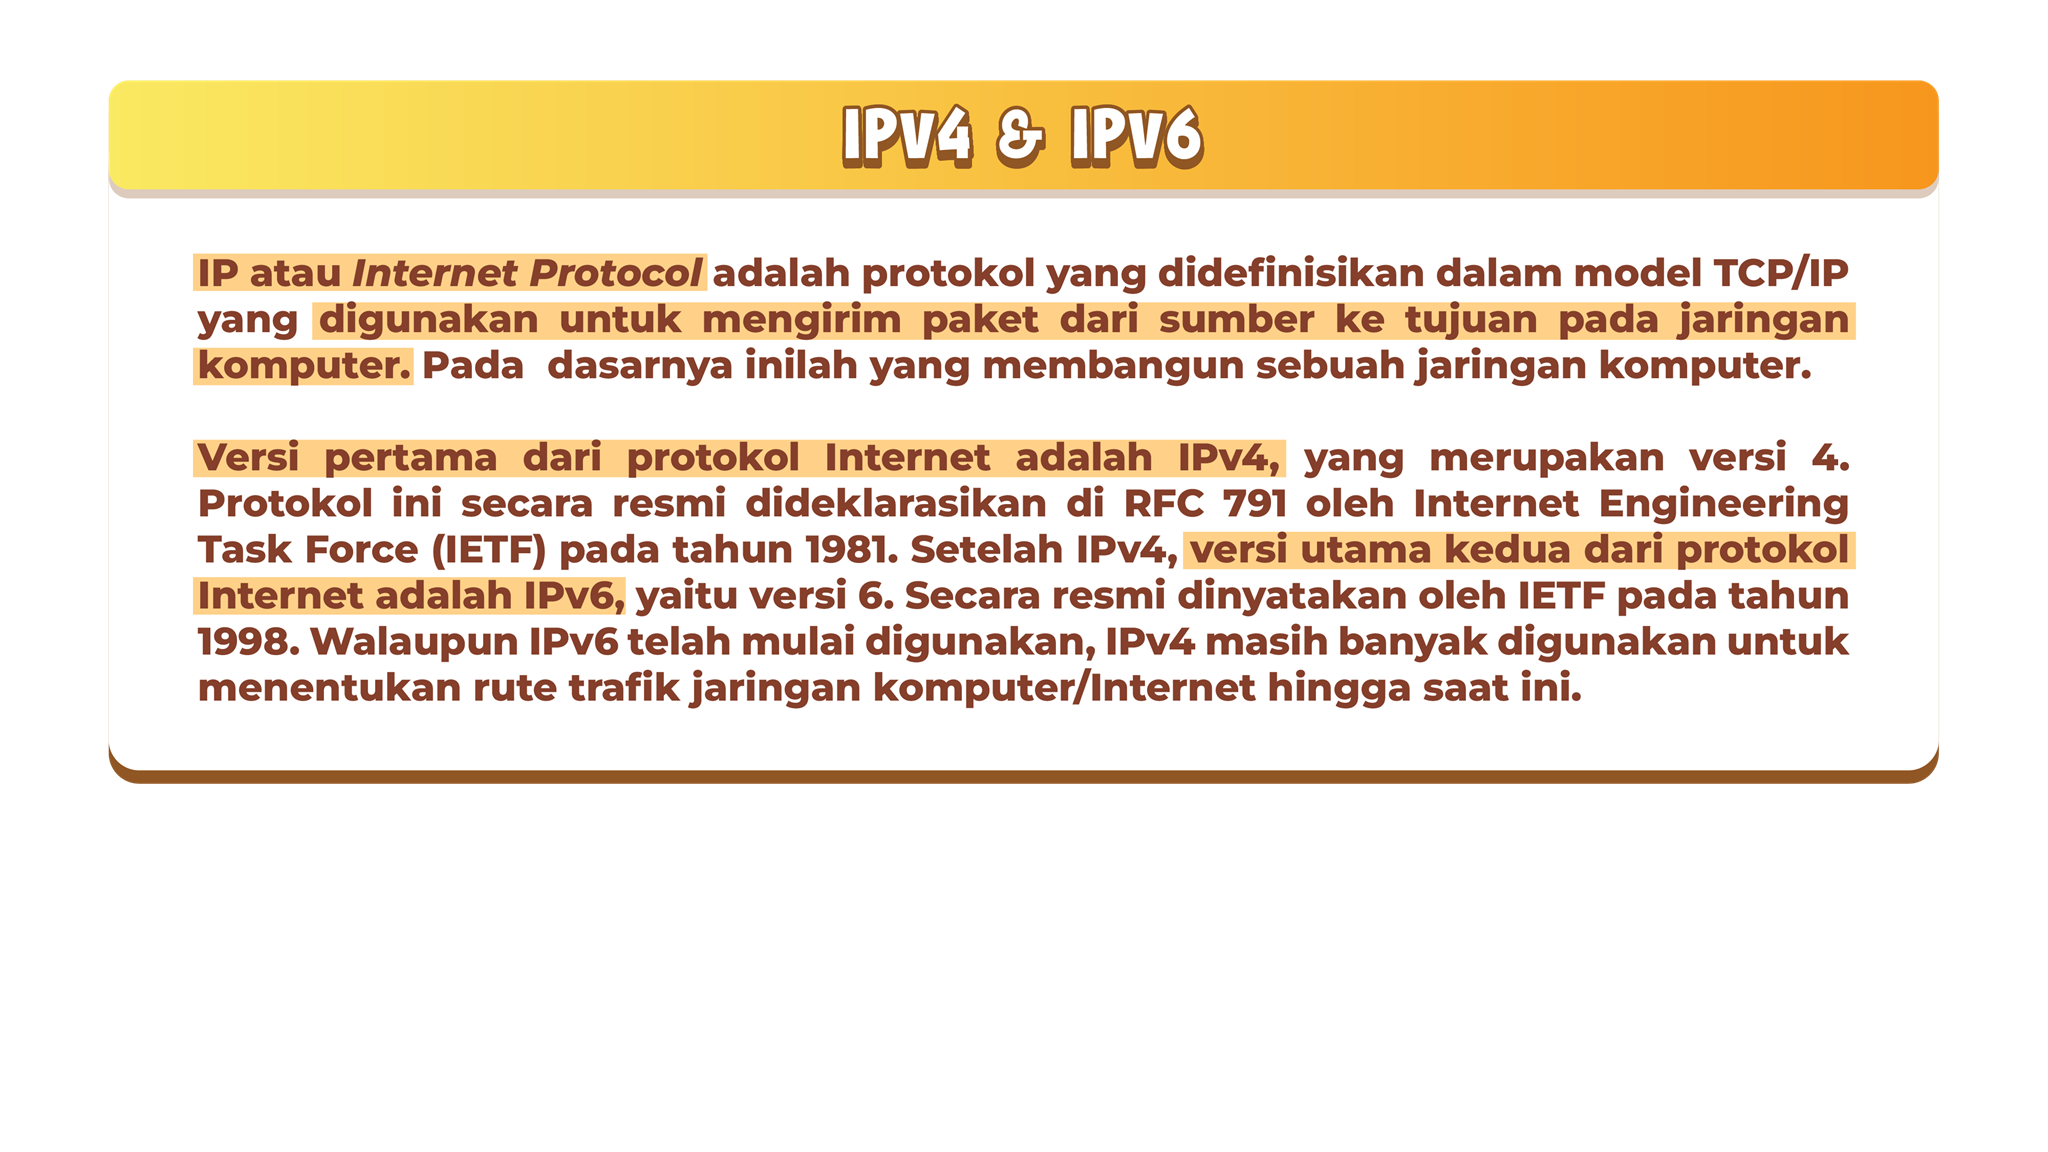 IPV4 & IPV6
IP atau Internet Protocol adalah protokol yang didefinisikan dalam model TCP/IP
yang digunakan untuk mengirim paket dari sumber ke tujuan pada jaringan
komputer. Pada  dasarnya inilah yang membangun sebuah jaringan komputer.
Versi pertama dari protokol Internet adalah IPv4, yang merupakan versi 4.
Protokol ini secara resmi dideklarasikan di RFC 791 oleh Internet Engineering
Task Force (IETF) pada tahun 1981. Setelah IPv4, versi utama kedua dari protokol
Internet adalah IPv6, yaitu versi 6. Secara resmi dinyatakan oleh IETF pada tahun
1998. Walaupun IPv6 telah mulai digunakan, IPv4 masih banyak digunakan untuk
menentukan rute trafik jaringan komputer/Internet hingga saat ini.